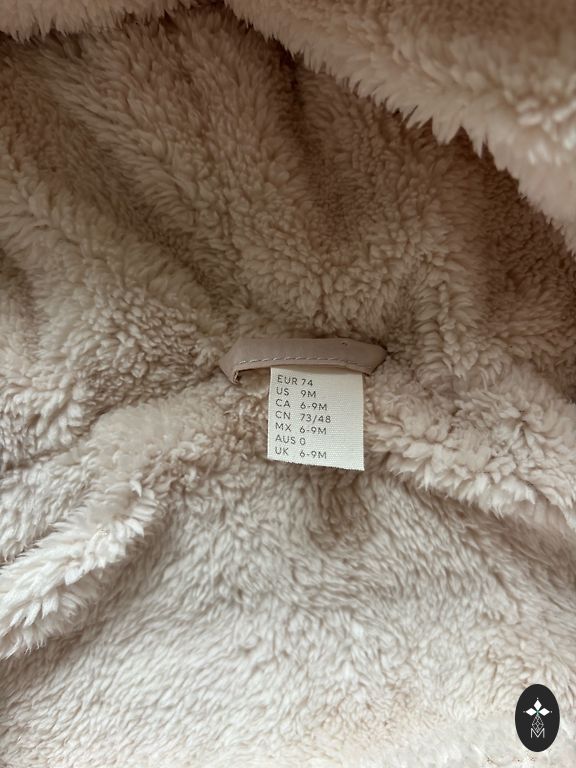 EUR 74
US 9M
CA 6-9M
CN 73/48
MX 6-9M
AUS 0
UK 6-9M